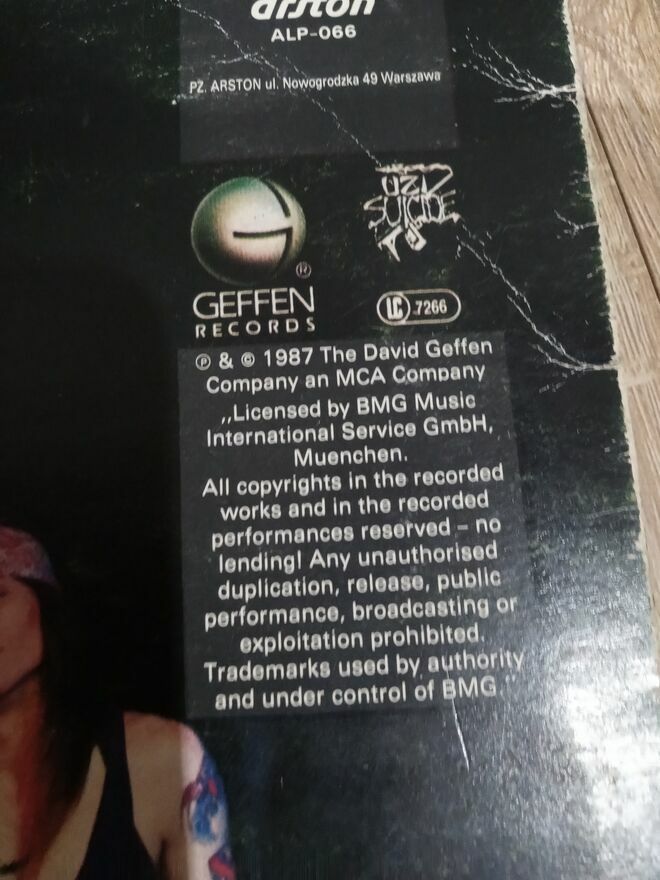 arston
ALP-066
PZ. ARSTON ul. Nowogrodzka 49 Warszawa
UZI
SUICIDE
®
GEFFEN
RECORDS
LC 7266
℗ & © 1987 The David Geffen
Company an MCA Company
,,Licensed by BMG Music
International Service GmbH,
Muenchen.
All copyrights in the recorded
works and in the recorded
performances reserved – no
lending! Any unauthorised
duplication, release, public
performance, broadcasting or
exploitation prohibited.
Trademarks used by authority
and under control of BMG."